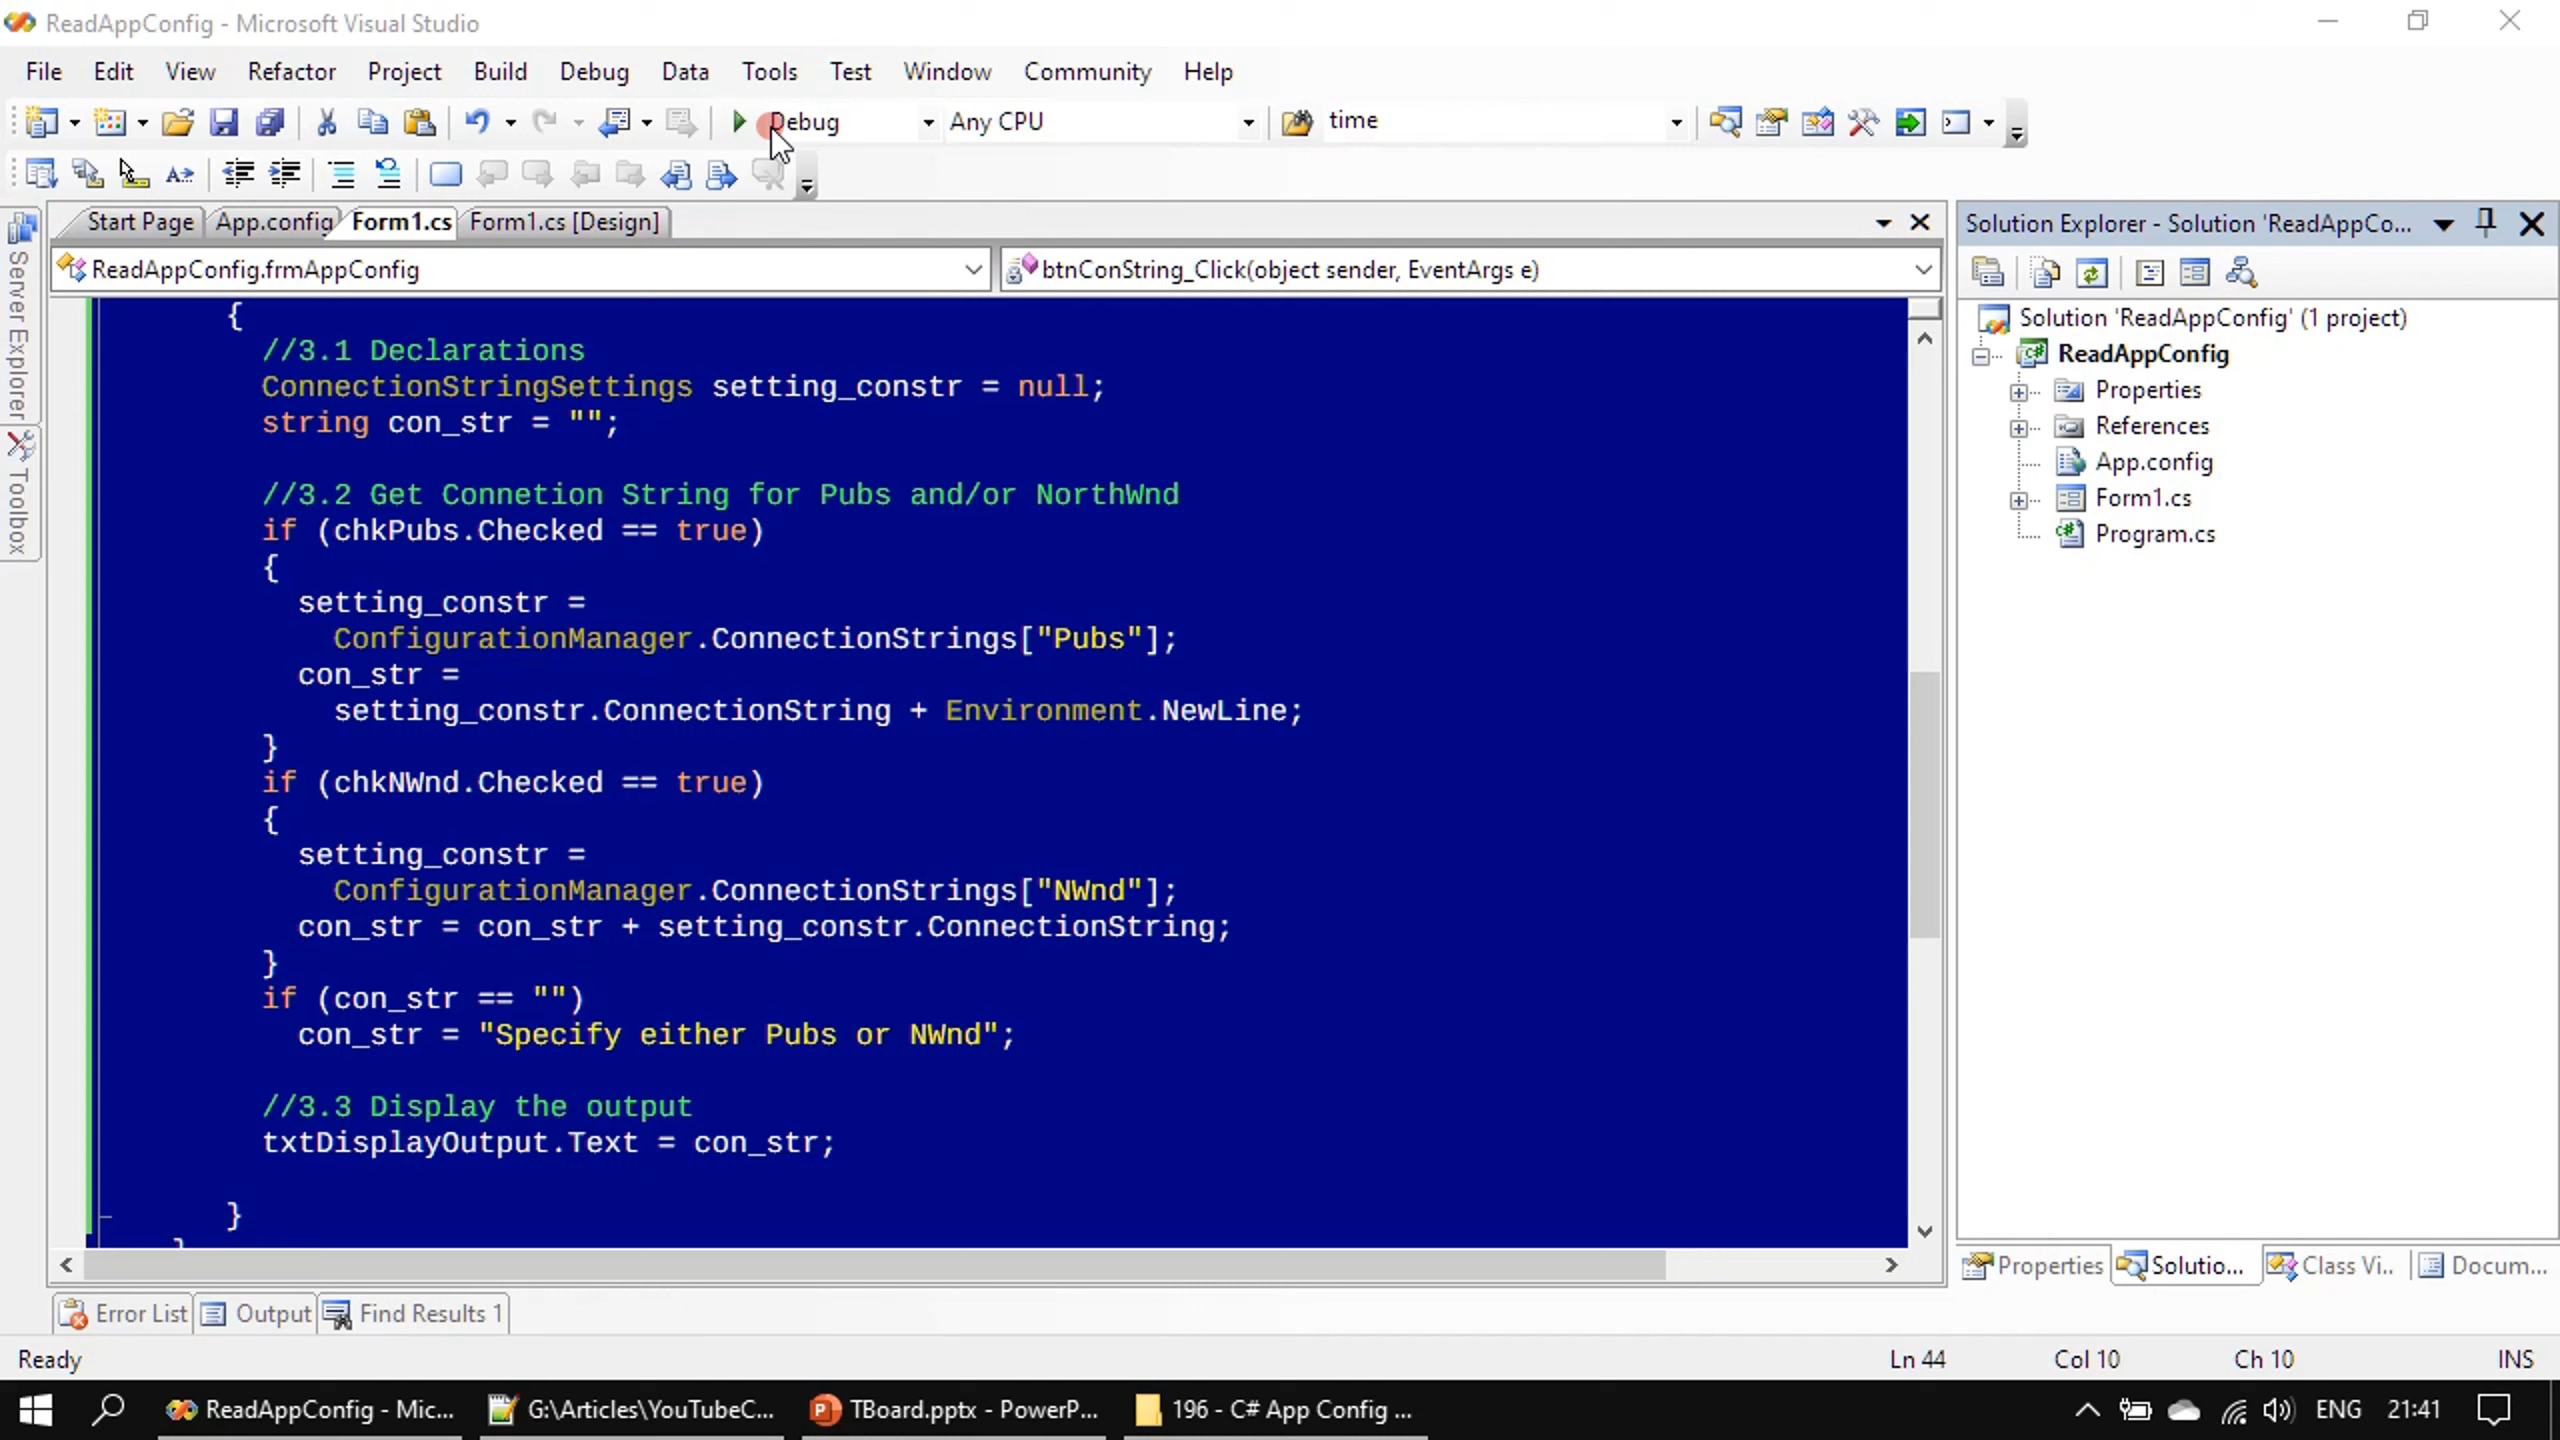 ReadAppConfig - Microsoft Visual Studio
File Edit View Refactor Project Build Debug Data Tools Test Window Community Help
Debug Any CPU time
Start Page App.config Form1.cs Form1.cs [Design]
ReadAppConfig.frmAppConfig btnConString_Click(object sender, EventArgs e)
Server Explorer
Toolbox
{
//3.1 Declarations
ConnectionStringSettings setting_constr = null;
string con_str = "";
//3.2 Get Connetion String for Pubs and/or NorthWnd
if (chkPubs.Checked == true)
{
setting_constr =
ConfigurationManager.ConnectionStrings["Pubs"];
con_str =
setting_constr.ConnectionString + Environment.NewLine;
}
if (chkNWnd.Checked == true)
{
setting_constr =
ConfigurationManager.ConnectionStrings["NWnd"];
con_str = con_str + setting_constr.ConnectionString;
}
if (con_str == "")
con_str = "Specify either Pubs or NWnd";
//3.3 Display the output
txtDisplayOutput.Text = con_str;
}
Solution Explorer - Solution 'ReadAppCo...
Solution 'ReadAppConfig' (1 project)
ReadAppConfig
Properties
References
App.config
Form1.cs
Program.cs
Properties Solutio... Class Vi.. Docum...
Error List Output Find Results 1
Ready Ln 44 Col 10 Ch 10 INS
ReadAppConfig - Mic... G:\Articles\YouTubeC... TBoard.pptx - PowerP... 196 - C# App Config ... ENG 21:41